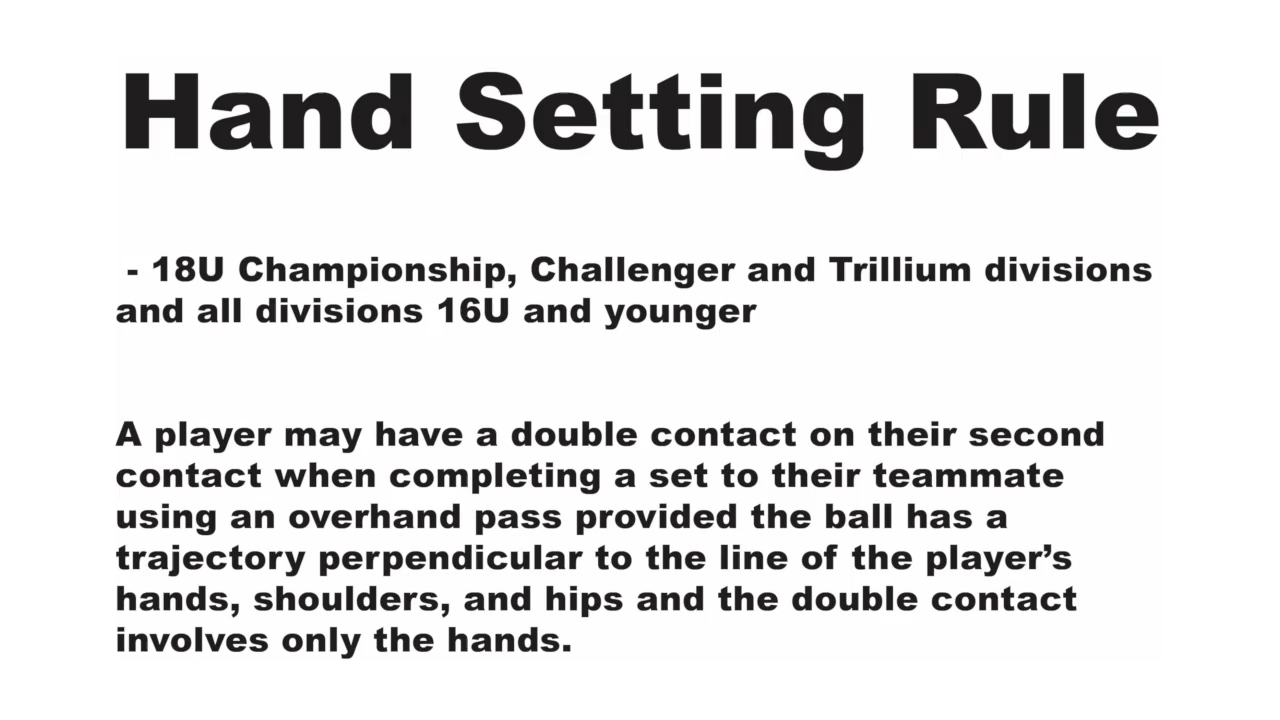 Hand Setting Rule
- 18U Championship, Challenger and Trillium divisions
and all divisions 16U and younger
A player may have a double contact on their second
contact when completing a set to their teammate
using an overhand pass provided the ball has a
trajectory perpendicular to the line of the player’s
hands, shoulders, and hips and the double contact
involves only the hands.